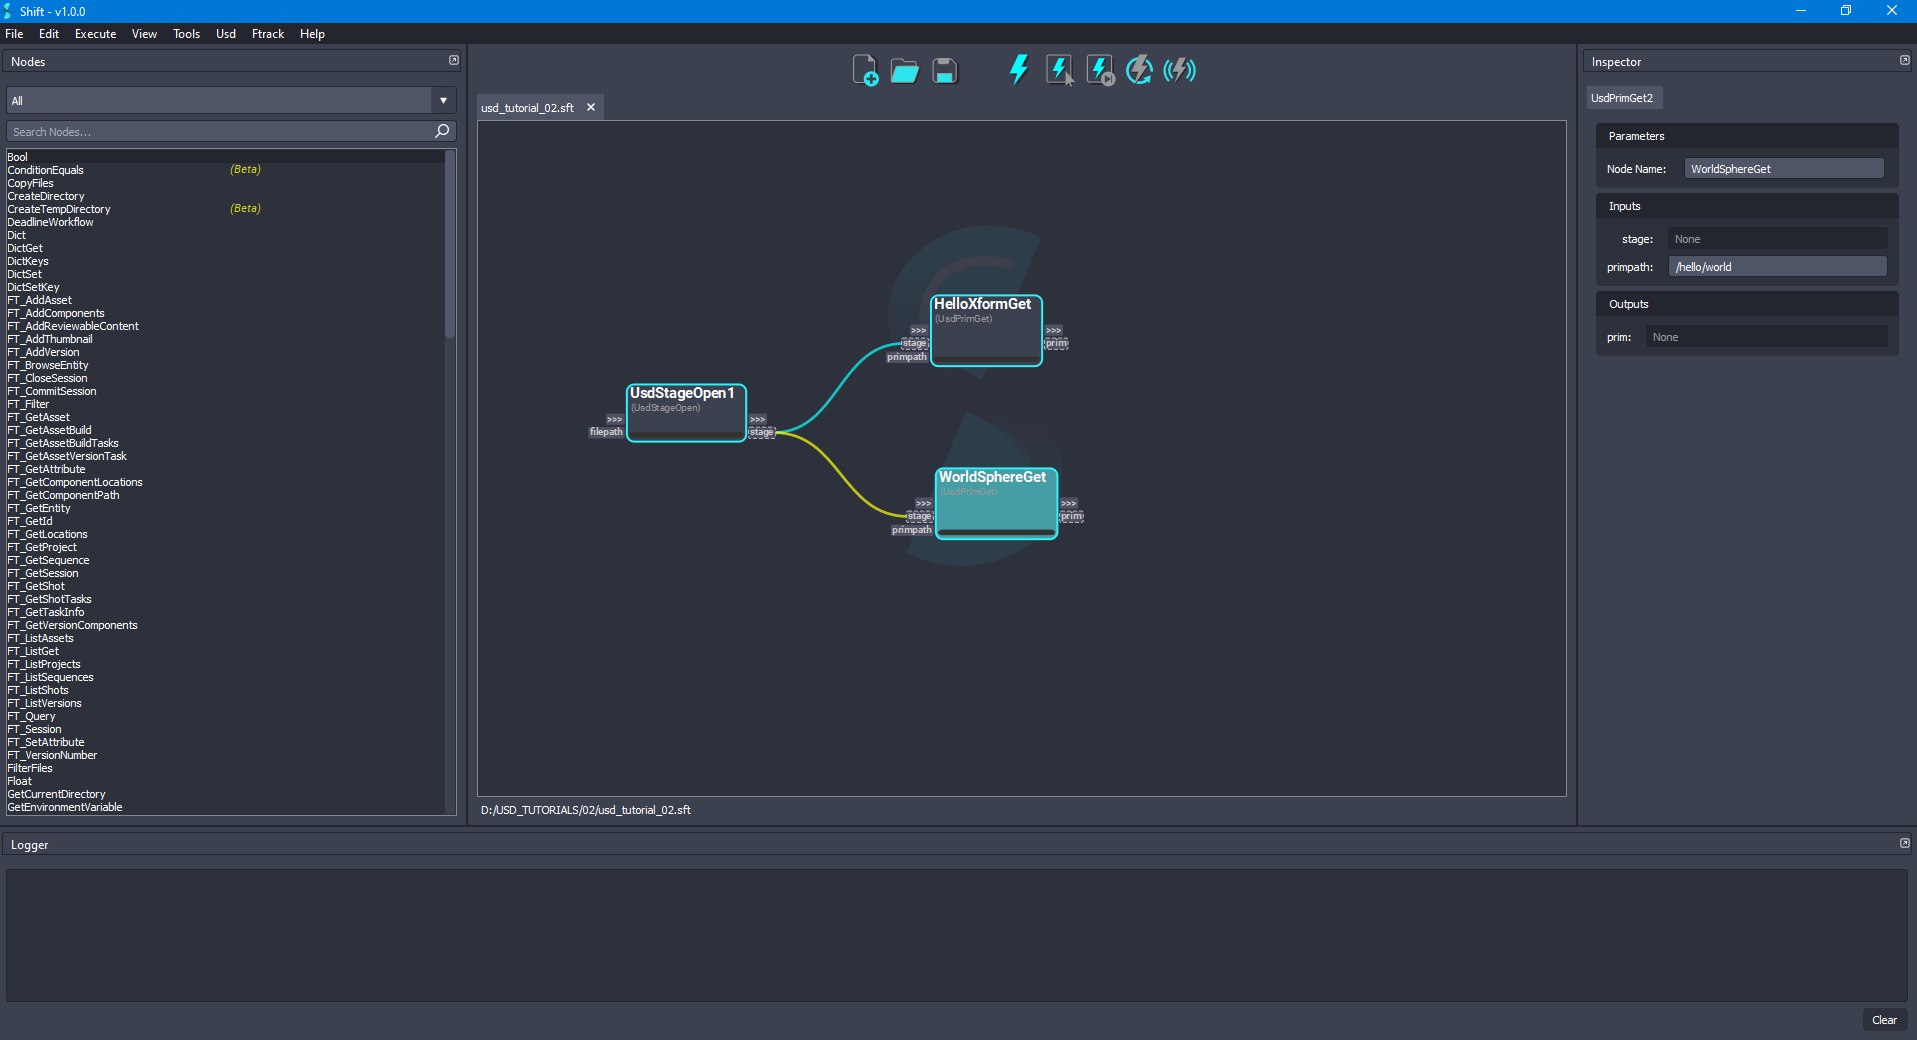 Shift - v1.0.0
File Edit Execute View Tools Usd Ftrack Help
Nodes
All
Search Nodes...
Bool
ConditionEquals (Beta)
CopyFiles
CreateDirectory
CreateTempDirectory (Beta)
DeadlineWorkflow
Dict
DictGet
DictKeys
DictSet
DictSetKey
FT_AddAsset
FT_AddComponents
FT_AddReviewableContent
FT_AddThumbnail
FT_AddVersion
FT_BrowseEntity
FT_CloseSession
FT_CommitSession
FT_Filter
FT_GetAsset
FT_GetAssetBuild
FT_GetAssetBuildTasks
FT_GetAssetVersionTask
FT_GetAttribute
FT_GetComponentLocations
FT_GetComponentPath
FT_GetEntity
FT_GetId
FT_GetLocations
FT_GetProject
FT_GetSequence
FT_GetSession
FT_GetShot
FT_GetShotTasks
FT_GetTaskInfo
FT_GetVersionComponents
FT_ListAssets
FT_ListGet
FT_ListProjects
FT_ListSequences
FT_ListShots
FT_ListVersions
FT_Query
FT_Session
FT_SetAttribute
FT_VersionNumber
FilterFiles
Float
GetCurrentDirectory
GetEnvironmentVariable
usd_tutorial_02.sft
HelloXformGet
(UsdPrimGet)
>>> >>>
stage prim
primpath
UsdStageOpen1
(UsdStageOpen)
>>> >>>
filepath stage
WorldSphereGet
(UsdPrimGet)
>>> >>>
stage prim
primpath
D:/USD_TUTORIALS/02/usd_tutorial_02.sft
Inspector
UsdPrimGet2
Parameters
Node Name: WorldSphereGet
Inputs
stage: None
primpath: /hello/world
Outputs
prim: None
Logger
Clear